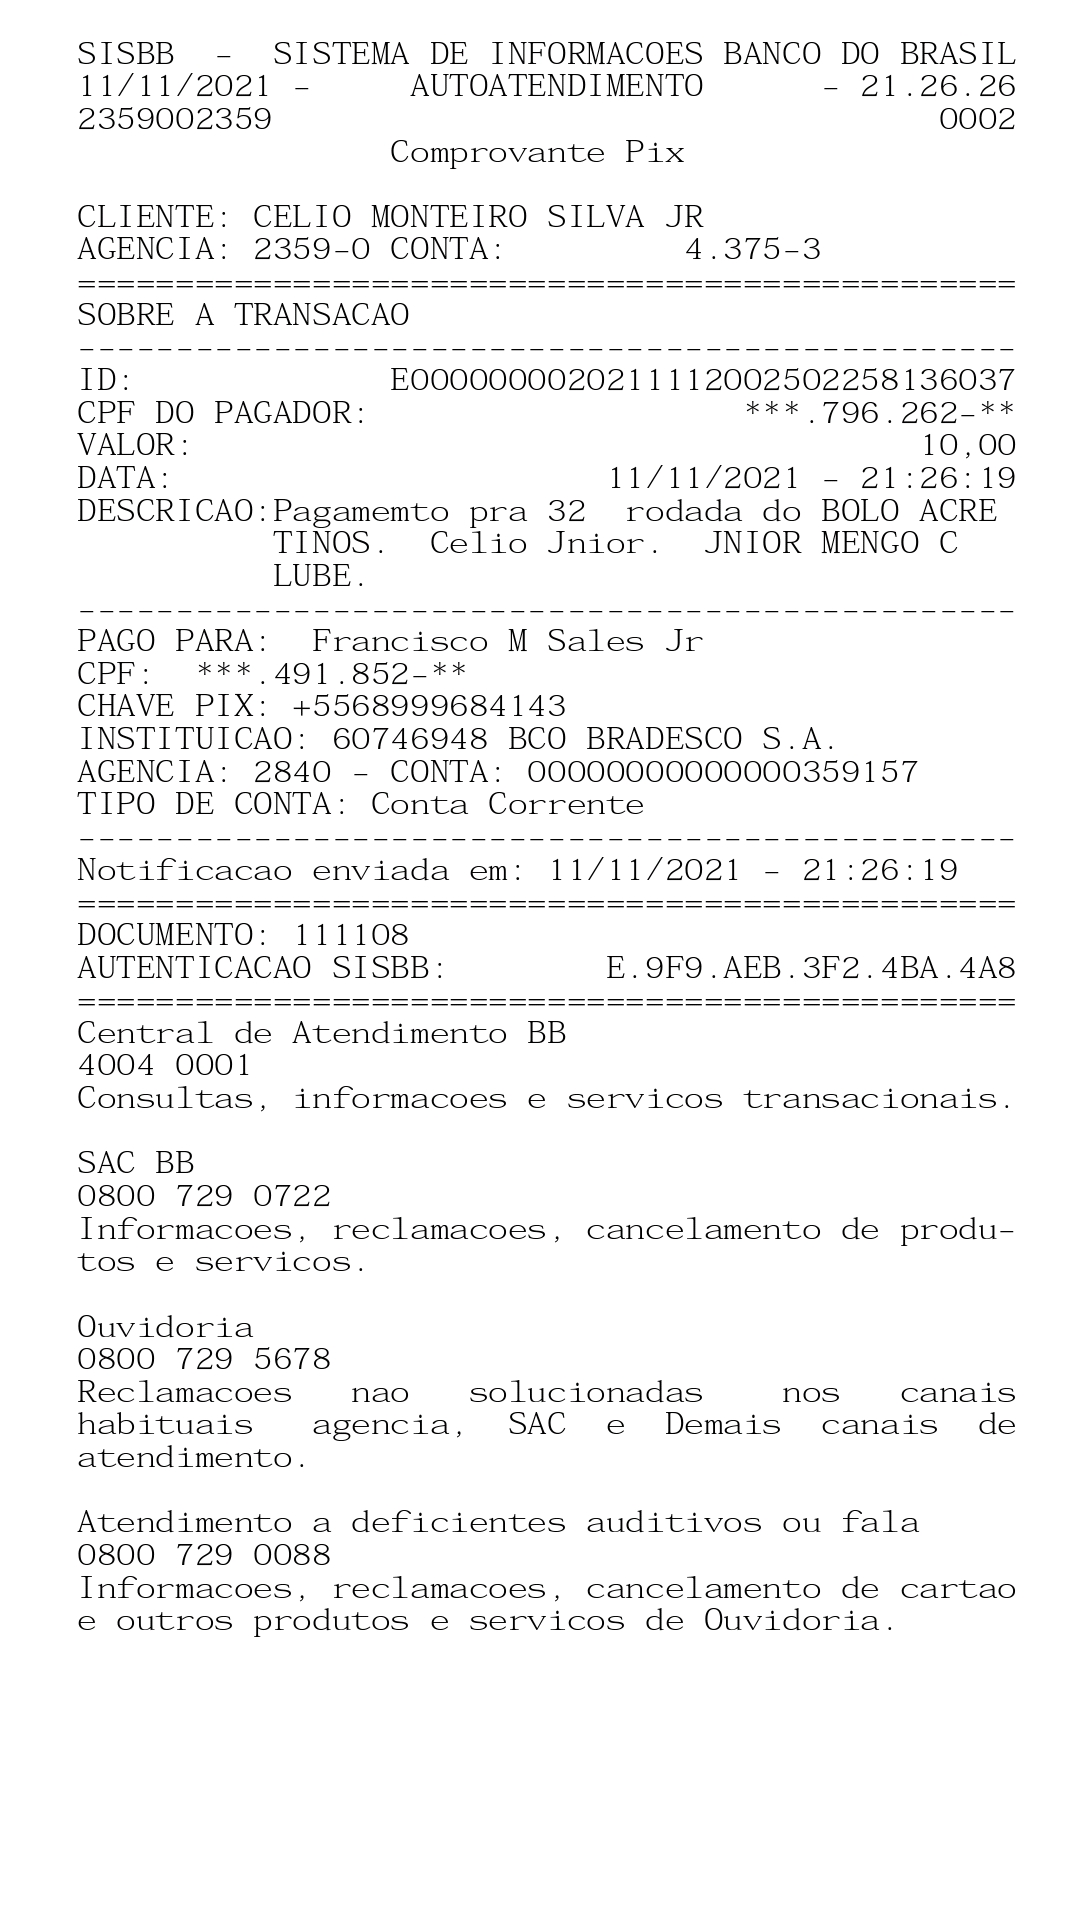 SISBB - SISTEMA DE INFORMACOES BANCO DO BRASIL
11/11/2021 - AUTOATENDIMENTO - 21.26.26
2359002359 0002
Comprovante Pix
CLIENTE: CELIO MONTEIRO SILVA JR
AGENCIA: 2359-0 CONTA: 4.375-3
================================================
SOBRE A TRANSACAO
------------------------------------------------
ID: E0000000020211111200250225813603​7
CPF DO PAGADOR: ***.796.262-**
VALOR: 10,00
DATA: 11/11/2021 - 21:26:19
DESCRICAO:Pagamemto pra 32 rodada do BOLO ACRE
TINOS. Celio Jnior. JNIOR MENGO C
LUBE.
------------------------------------------------
PAGO PARA: Francisco M Sales Jr
CPF: ***.491.852-**
CHAVE PIX: +5568999684143
INSTITUICAO: 60746948 BCO BRADESCO S.A.
AGENCIA: 2840 - CONTA: 00000000000000359157
TIPO DE CONTA: Conta Corrente
------------------------------------------------
Notificacao enviada em: 11/11/2021 - 21:26:19
================================================
DOCUMENTO: 111108
AUTENTICACAO SISBB: E.9F9.AEB.3F2.4BA.4A8
================================================
Central de Atendimento BB
4004 0001
Consultas, informacoes e servicos transacionais.
SAC BB
0800 729 0722
Informacoes, reclamacoes, cancelamento de produ-
tos e servicos.
Ouvidoria
0800 729 5678
Reclamacoes nao solucionadas nos canais
habituais agencia, SAC e Demais canais de
atendimento.
Atendimento a deficientes auditivos ou fala
0800 729 0088
Informacoes, reclamacoes, cancelamento de cartao
e outros produtos e servicos de Ouvidoria.